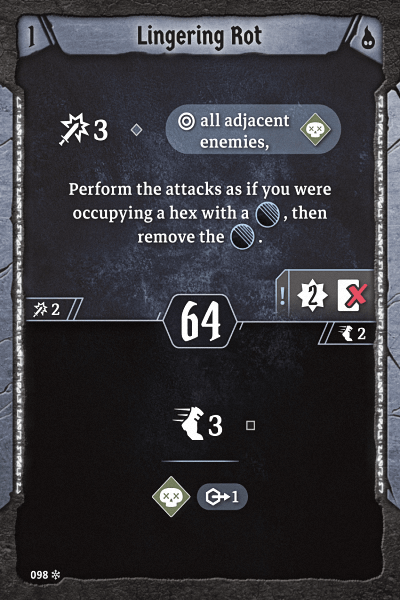 1 Lingering Rot
3 all adjacent
enemies,
Perform the attacks as if you were
occupying a hex with a , then
remove the .
! 2
2 64 2
3
1
098